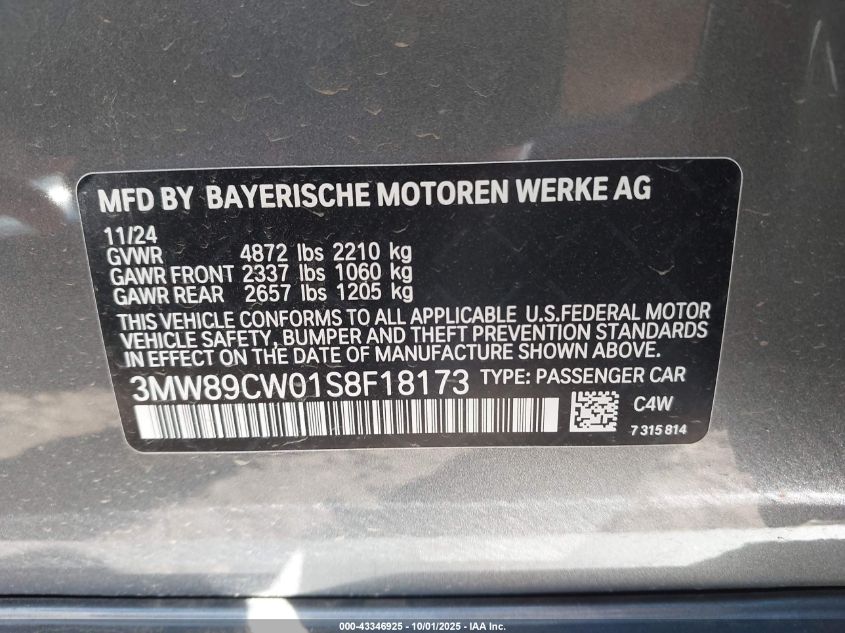 MFD BY BAYERISCHE MOTOREN WERKE AG
11/24
GVWR 4872 lbs 2210 kg
GAWR FRONT 2337 lbs 1060 kg
GAWR REAR 2657 lbs 1205 kg
THIS VEHICLE CONFORMS TO ALL APPLICABLE U.S.FEDERAL MOTOR
VEHICLE SAFETY, BUMPER AND THEFT PREVENTION STANDARDS
IN EFFECT ON THE DATE OF MANUFACTURE SHOWN ABOVE.
3MW89CW01S8F18173 TYPE: PASSENGER CAR
C4W
7 315 814
000-43346925 - 10/01/2025 - IAA Inc.